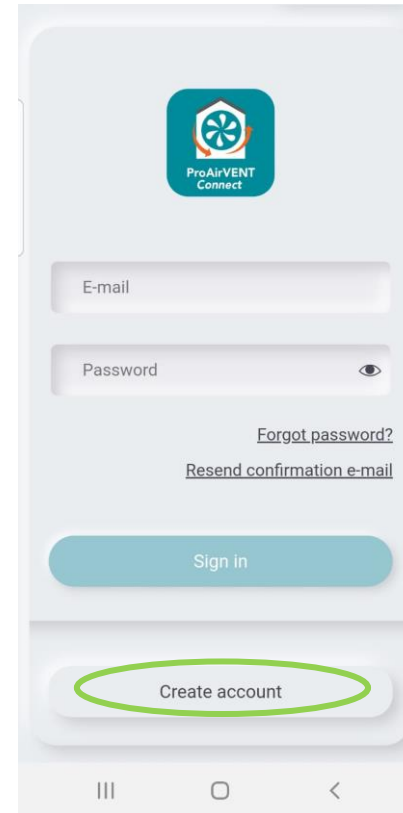 ProAirVENT
Connect
E-mail
Password
Forgot password?
Resend confirmation e-mail
Sign in
Create account